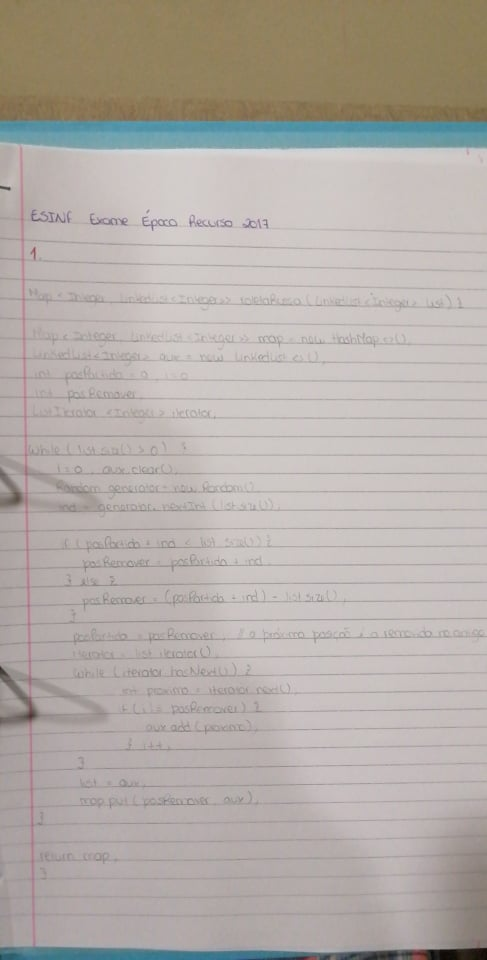 ESINF Exame Época Recurso 2017
1.
Map <Integer, LinkedList<Integer>> roletaRussa (LinkedList<Integer> list) {
Map <Integer, LinkedList<Integer>> map = new HashMap<>();
LinkedList<Integer> aux = new LinkedList<>();
int posPartida = 0, i=0
int posRemover;
ListIterator <Integer> iterator;
while (list.size() > 0) {
i=0, aux.clear();
Random generator = new Random();
ind = generator.nextInt (list.size());
if (posPartida + ind < list.size()) {
posRemover = posPartida + ind
} else {
posRemover = (posPartida + ind) - list.size();
}
posPartida = posRemover, // a próxima posição é a removida
iterator = list.iterator();
while (iterator.hasNext()) {
int proximo = iterator.next();
if (i != posRemover) {
aux.add (proximo);
} i++;
}
list = aux;
map.put (posRemover, aux);
}
return map;
}